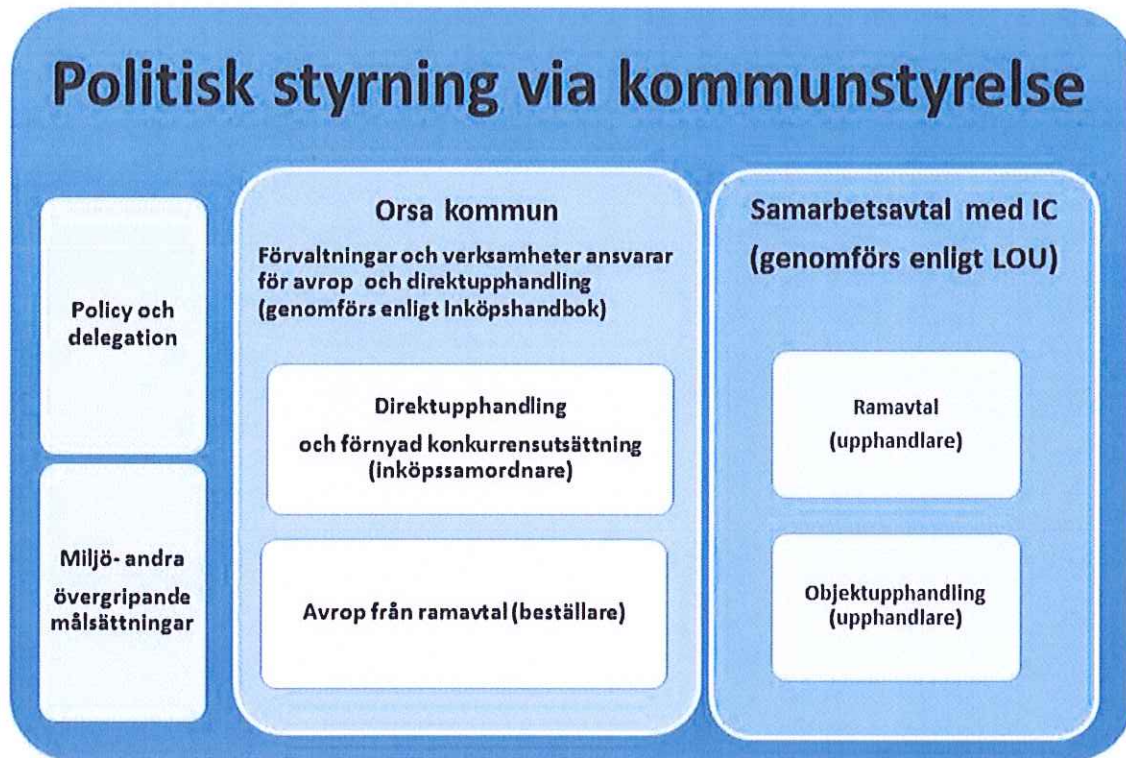 Politisk styrning via kommunstyrelse
Policy och
delegation
Miljö- andra
övergripande
målsättningar
Orsa kommun
Förvaltningar och verksamheter ansvarar
för avrop och direktupphandling
(genomförs enligt Inköpshandbok)
Direktupphandling
och förnyad konkurrensutsättning
(inköpssamordnare)
Avrop från ramavtal (beställare)
Samarbetsavtal med IC
(genomförs enligt LOU)
Ramavtal
(upphandlare)
Objektupphandling
(upphandlare)